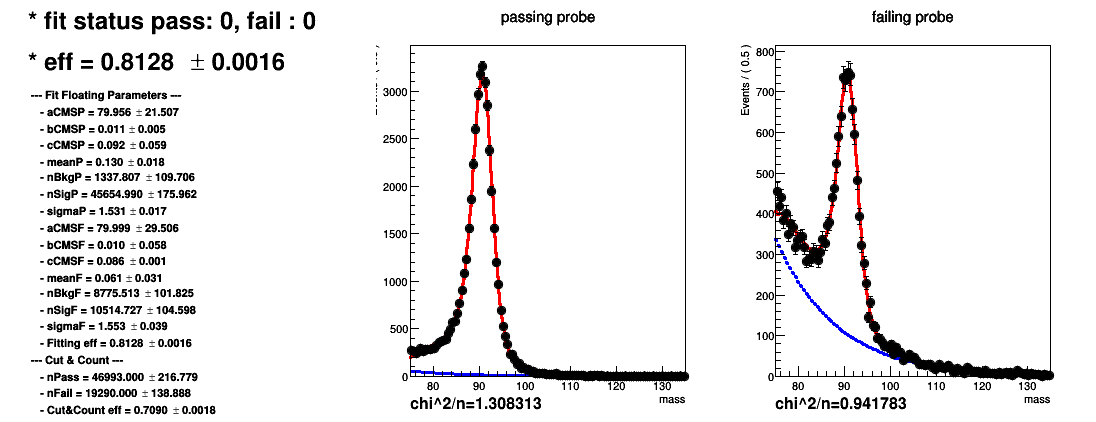 * fit status pass: 0, fail : 0
* eff = 0.8128 ± 0.0016
--- Fit Floating Parameters ---
- aCMSP = 79.956 ± 21.507
- bCMSP = 0.011 ± 0.005
- cCMSP = 0.092 ± 0.059
- meanP = 0.130 ± 0.018
- nBkgP = 1337.807 ± 109.706
- nSigP = 45654.990 ± 175.962
- sigmaP = 1.531 ± 0.017
- aCMSF = 79.999 ± 29.506
- bCMSF = 0.010 ± 0.058
- cCMSF = 0.086 ± 0.001
- meanF = 0.061 ± 0.031
- nBkgF = 8775.513 ± 101.825
- nSigF = 10514.727 ± 104.598
- sigmaF = 1.553 ± 0.039
- Fitting eff = 0.8128 ± 0.0016
--- Cut & Count ---
- nPass = 46993.000 ± 216.779
- nFail = 19290.000 ± 138.888
- Cut&Count eff = 0.7090 ± 0.0018
passing probe
3000
2500
2000
1500
1000
500
0
80 90 100 110 120 130
mass
chi^2/n=1.308313
failing probe
Events / ( 0.5 )
800
700
600
500
400
300
200
100
0
80 90 100 110 120 130
mass
chi^2/n=0.941783